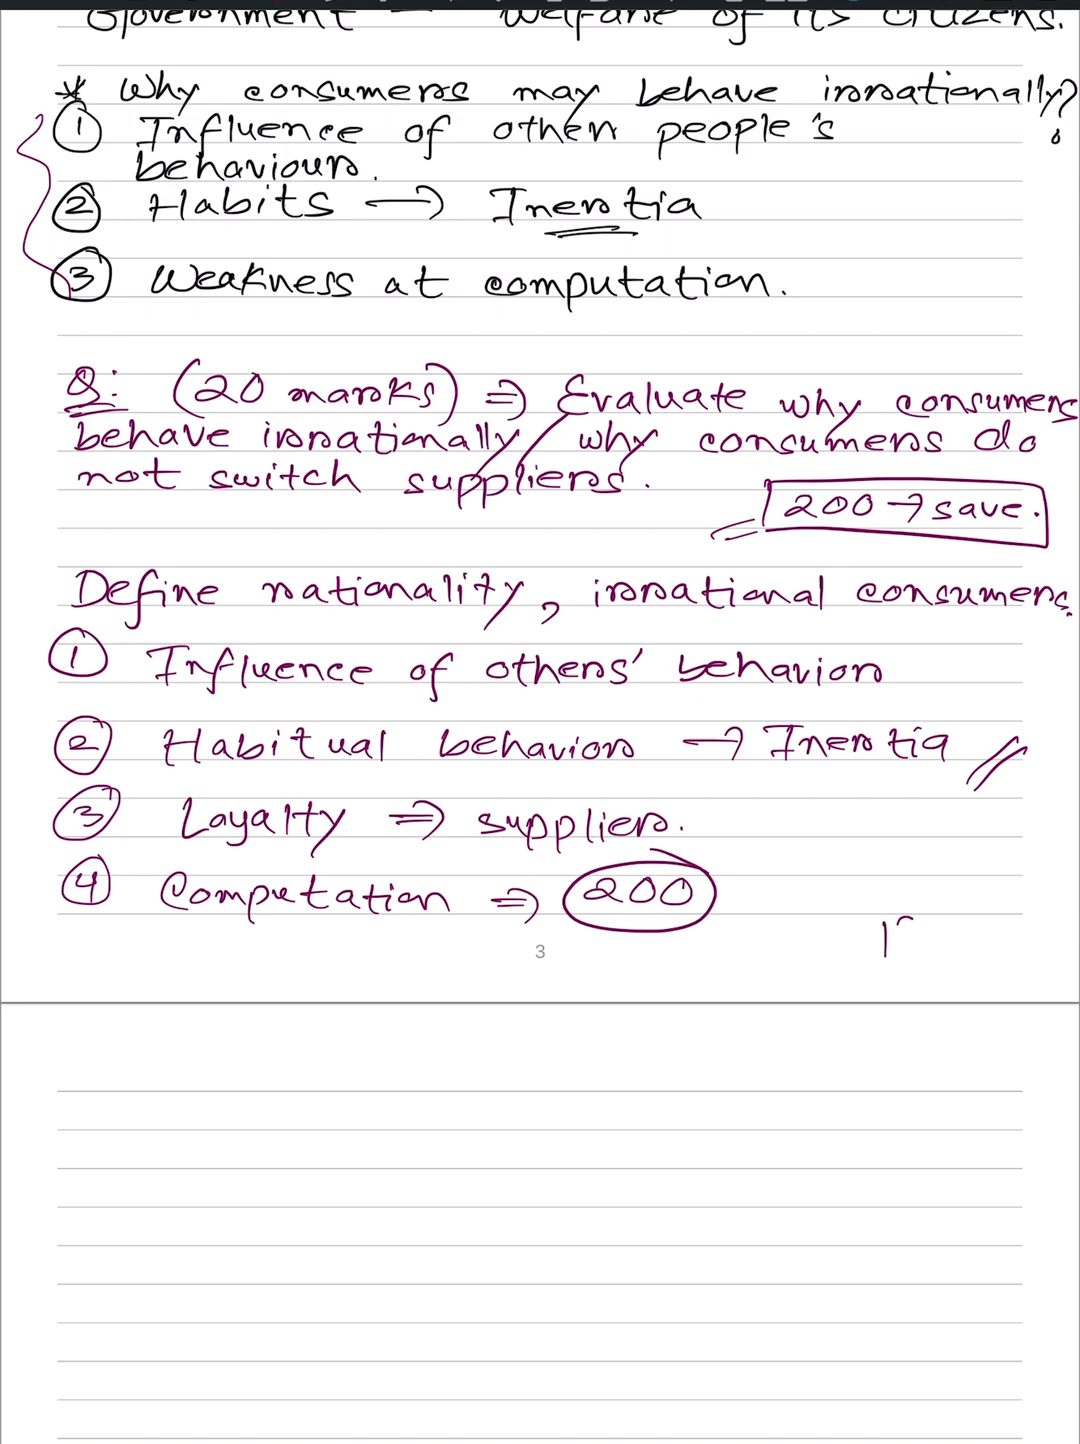 Government — Welfare of its citizens.
* Why consumers may behave irrationally?
① Influence of other people's
behaviour.
② Habits → Inertia
③ Weakness at computation.
Q: (20 marks) ⇒ Evaluate why consumers
behave irrationally / why consumers do
not switch suppliers.
200 → save.
Define rationality, irrational consumers.
① Influence of others' behavior
② Habitual behavior → Inertia
③ Loyalty ⇒ supplier.
④ Computation ⇒ 200
3